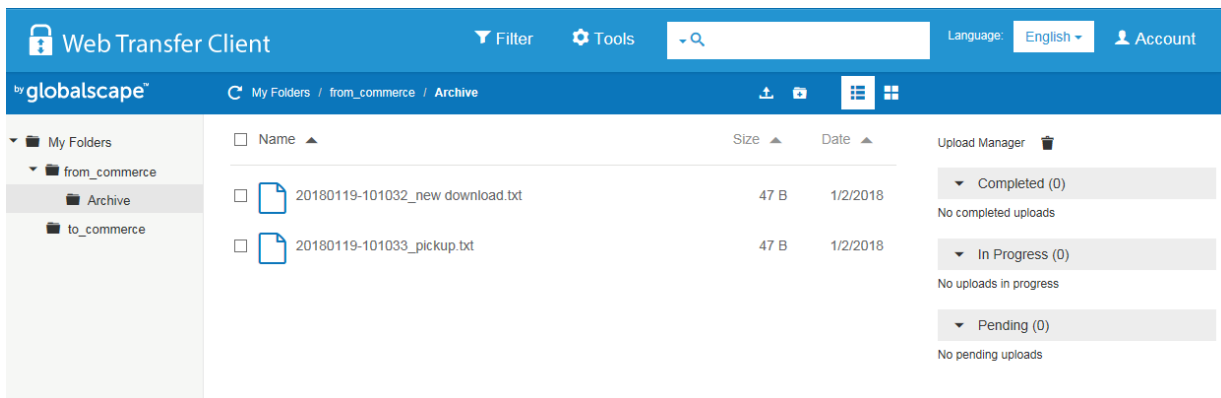 Web Transfer Client
Filter
Tools
Language:
English
Account
by globalscape™
My Folders / from_commerce / Archive
My Folders
from_commerce
Archive
to_commerce
Name Size Date
20180119-101032_new download.txt 47 B 1/2/2018
20180119-101033_pickup.txt 47 B 1/2/2018
Upload Manager
Completed (0)
No completed uploads
In Progress (0)
No uploads in progress
Pending (0)
No pending uploads